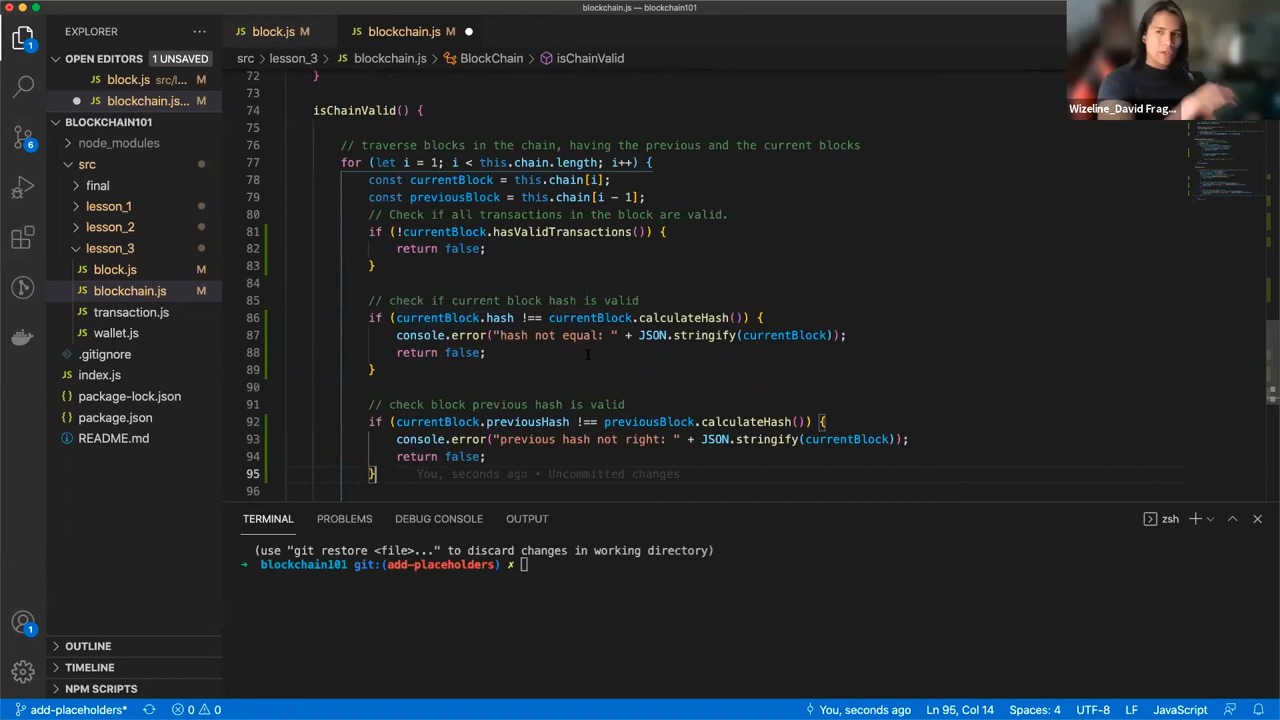 blockchain.js — blockchain101
EXPLORER
OPEN EDITORS 1 UNSAVED
block.js src/l... M
blockchain.js... M
BLOCKCHAIN101
node_modules
src
final
lesson_1
lesson_2
lesson_3
block.js M
blockchain.js M
transaction.js
wallet.js
.gitignore
index.js
package-lock.json
package.json
README.md
OUTLINE
TIMELINE
NPM SCRIPTS
block.js M
blockchain.js M
src > lesson_3 > blockchain.js > BlockChain > isChainValid
72 }
73
74 isChainValid() {
75
76 // traverse blocks in the chain, having the previous and the current blocks
77 for (let i = 1; i < this.chain.length; i++) {
78 const currentBlock = this.chain[i];
79 const previousBlock = this.chain[i - 1];
80 // Check if all transactions in the block are valid.
81 if (!currentBlock.hasValidTransactions()) {
82 return false;
83 }
84
85 // check if current block hash is valid
86 if (currentBlock.hash !== currentBlock.calculateHash()) {
87 console.error("hash not equal: " + JSON.stringify(currentBlock));
88 return false;
89 }
90
91 // check block previous hash is valid
92 if (currentBlock.previousHash !== previousBlock.calculateHash()) {
93 console.error("previous hash not right: " + JSON.stringify(currentBlock));
94 return false;
95 } You, seconds ago • Uncommitted changes
96
Wizeline_David Frag...
TERMINAL PROBLEMS DEBUG CONSOLE OUTPUT
zsh
(use "git restore <file>..." to discard changes in working directory)
➜ blockchain101 git:(add-placeholders) ✗
1
6
1
add-placeholders* 0 0
You, seconds ago Ln 95, Col 14 Spaces: 4 UTF-8 LF JavaScript